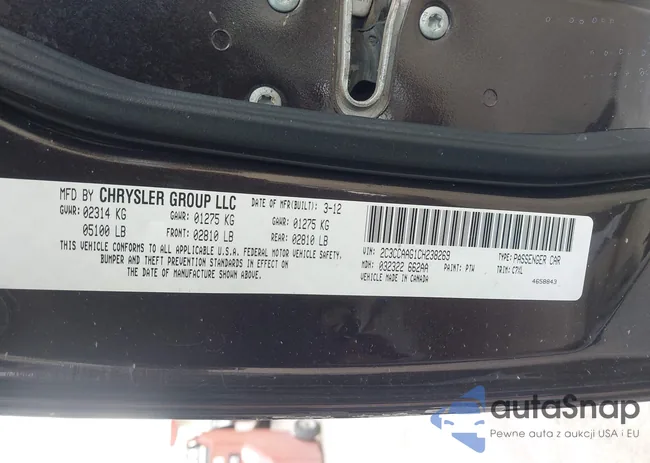 MFD BY CHRYSLER GROUP LLC DATE OF MFR(BUILT): 3-12
GVWR: 02314 KG GAWR: 01275 KG GAWR: 01275 KG
05100 LB FRONT: 02810 LB REAR: 02810 LB
THIS VEHICLE CONFORMS TO ALL APPLICABLE U.S.A. FEDERAL MOTOR VEHICLE SAFETY,
BUMPER AND THEFT PREVENTION STANDARDS IN EFFECT ON
THE DATE OF MANUFACTURE SHOWN ABOVE.
VIN: 2C3CCAAG1CH238269 TYPE: PASSENGER CAR
MDH: 032322 662AA PAINT: PTW TRIM: C7XL
VEHICLE MADE IN CANADA
4658843
autaSnap
Pewne auta z aukcji USA i EU